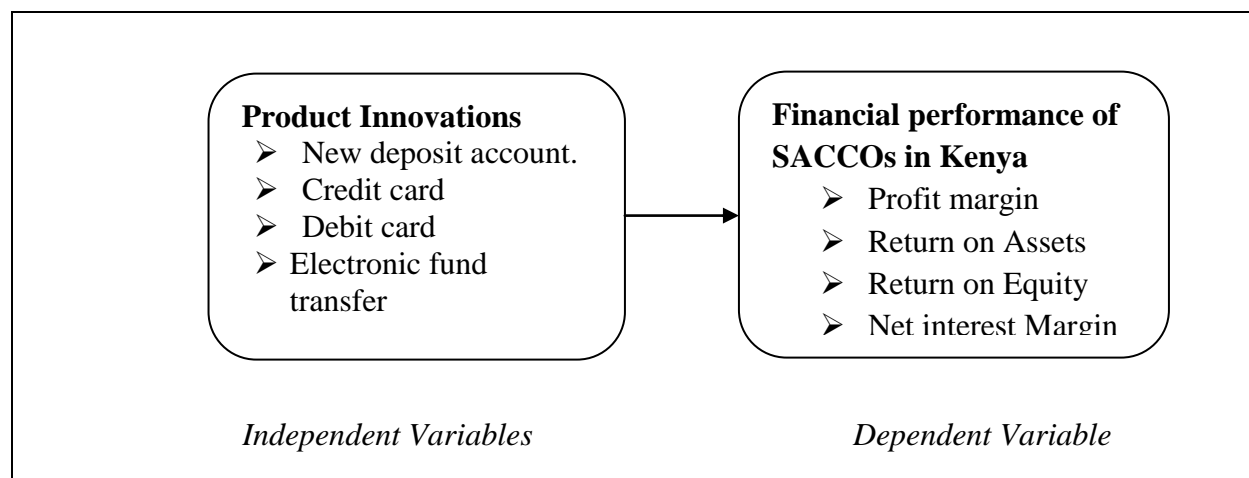 Product Innovations
➢ New deposit account.
➢ Credit card
➢ Debit card
➢ Electronic fund
transfer
Financial performance of
SACCOs in Kenya
➢ Profit margin
➢ Return on Assets
➢ Return on Equity
➢ Net interest Margin
Independent Variables
Dependent Variable